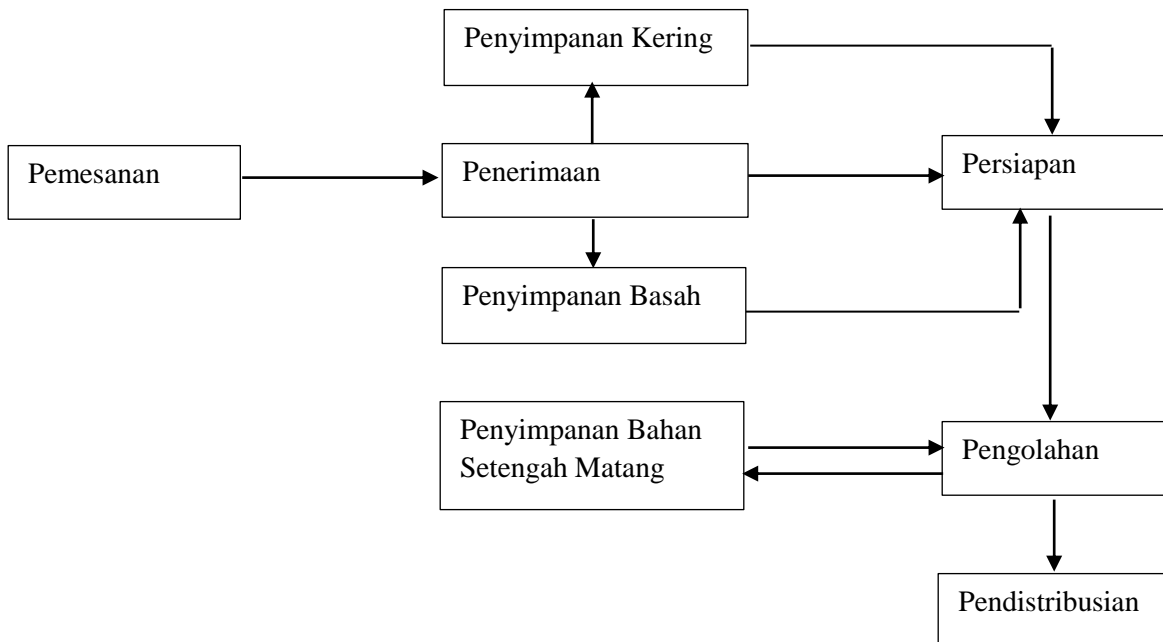 Penyimpanan Kering
Pemesanan
Penerimaan
Persiapan
Penyimpanan Basah
Penyimpanan Bahan
Setengah Matang
Pengolahan
Pendistribusian